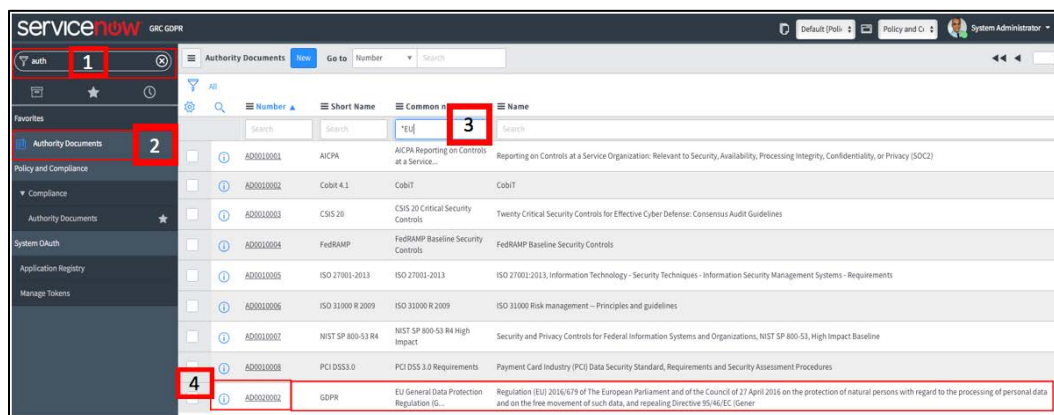 servicenow GRC GDPR
Default [Polic
Policy and Co
System Administrator
auth
1
Authority Documents New Go to Number Search
All
Number Short Name Common n Name
Favorites
Search Search *EU 3 Search
Authority Documents 2
AD0010001 AICPA AICPA Reporting on Controls at a Service... Reporting on Controls at a Service Organization: Relevant to Security, Availability, Processing Integrity, Confidentiality, or Privacy (SOC2)
Policy and Compliance
Compliance
AD0010002 Cobit 4.1 CobiT CobiT
Authority Documents
AD0010003 CSIS 20 CSIS 20 Critical Security Controls Twenty Critical Security Controls for Effective Cyber Defense: Consensus Audit Guidelines
System OAuth
AD0010004 FedRAMP FedRAMP Baseline Security Controls FedRAMP Baseline Security Controls
Application Registry
AD0010005 ISO 27001-2013 ISO 27001-2013 ISO 27001:2013, Information Technology - Security Techniques - Information Security Management Systems - Requirements
Manage Tokens
AD0010006 ISO 31000 R 2009 ISO 31000 R 2009 ISO 31000 Risk management -- Principles and guidelines
AD0010007 NIST SP 800-53 R4 NIST SP 800-53 R4 High Impact Security and Privacy Controls for Federal Information Systems and Organizations, NIST SP 800-53, High Impact Baseline
AD0010008 PCI DSS3.0 PCI DSS 3.0 Requirements Payment Card Industry (PCI) Data Security Standard, Requirements and Security Assessment Procedures
4
AD0020002 GDPR EU General Data Protection Regulation (G... Regulation (EU) 2016/679 of The European Parliament and of the Council of 27 April 2016 on the protection of natural persons with regard to the processing of personal data
and on the free movement of such data, and repealing Directive 95/46/EC (Gener